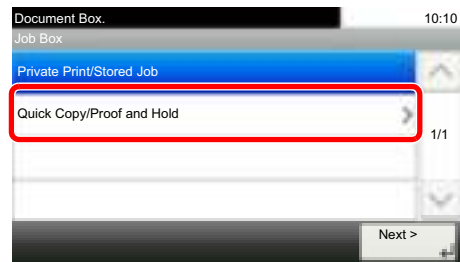 Document Box.
10:10
Job Box
Private Print/Stored Job
Quick Copy/Proof and Hold
1/1
Next >